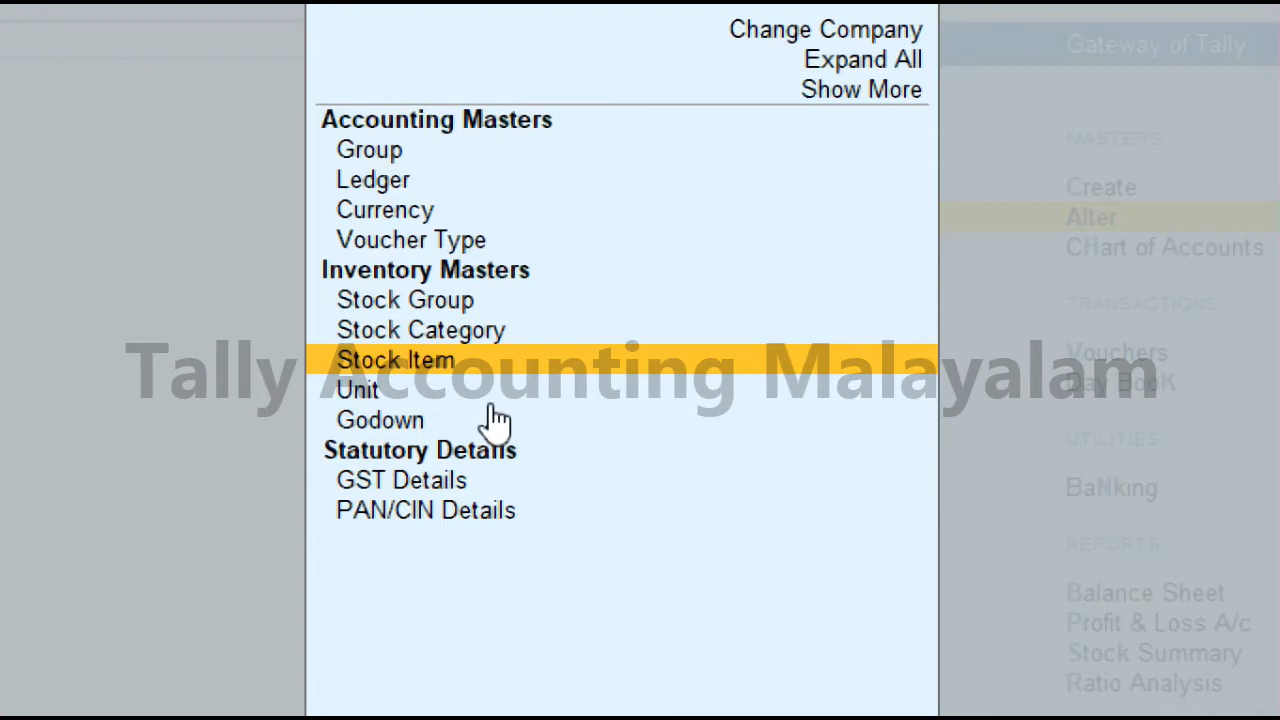 Change Company
Expand All
Show More
Accounting Masters
Group
Ledger
Currency
Voucher Type
Inventory Masters
Stock Group
Stock Category
Stock Item
Unit
Godown
Statutory Details
GST Details
PAN/CIN Details
Tally Accounting Malayalam
Gateway of Tally
MASTERS
Create
Alter
CHart of Accounts
TRANSACTIONS
Vouchers
Day BooK
UTILITIES
BaNking
REPORTS
Balance Sheet
Profit & Loss A/c
Stock Summary
Ratio Analysis